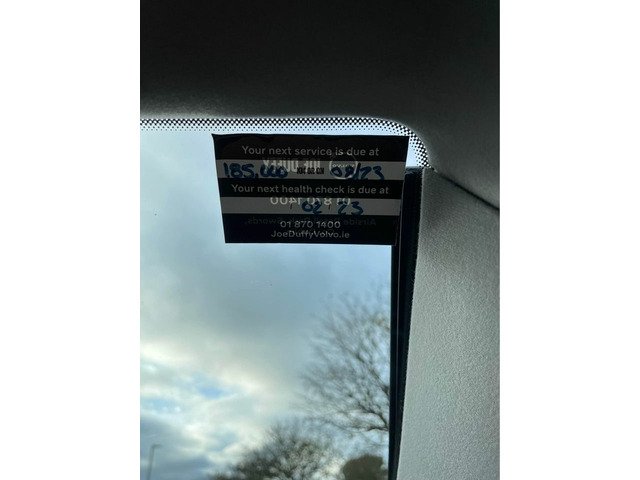 Your next service is due at
185,000 08/23
Your next health check is due at
02 23
01 870 1400
JoeDuffyVolvo.ie